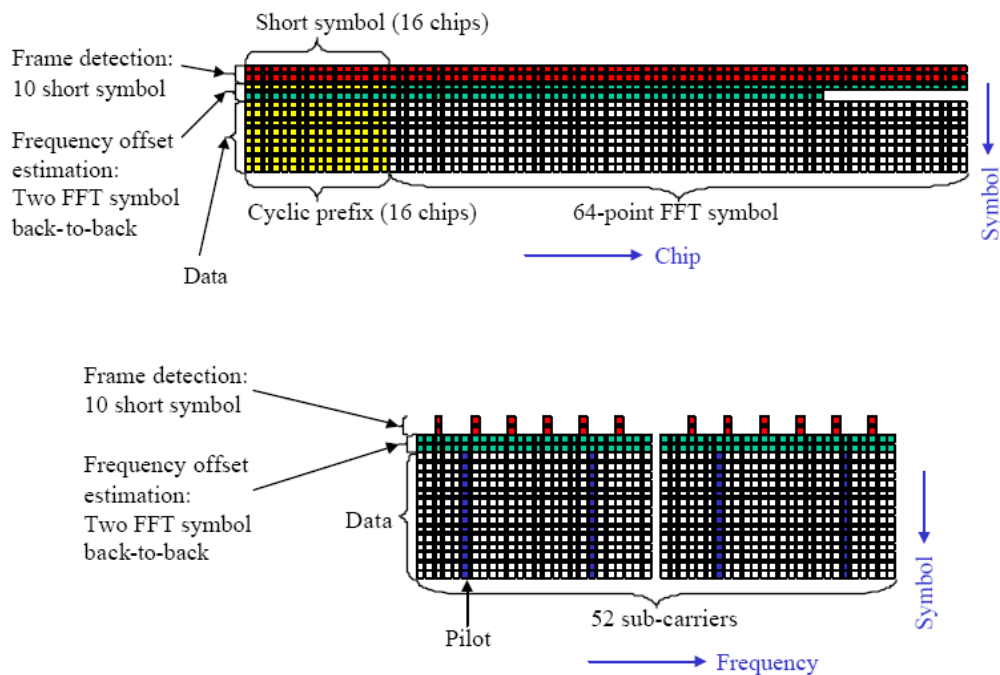 Short symbol (16 chips)
Frame detection:
10 short symbol
Frequency offset
estimation:
Two FFT symbol
back-to-back
Data
Cyclic prefix (16 chips)
64-point FFT symbol
Chip
Symbol
Frame detection:
10 short symbol
Frequency offset
estimation:
Two FFT symbol
back-to-back
Data
Pilot
52 sub-carriers
Frequency
Symbol